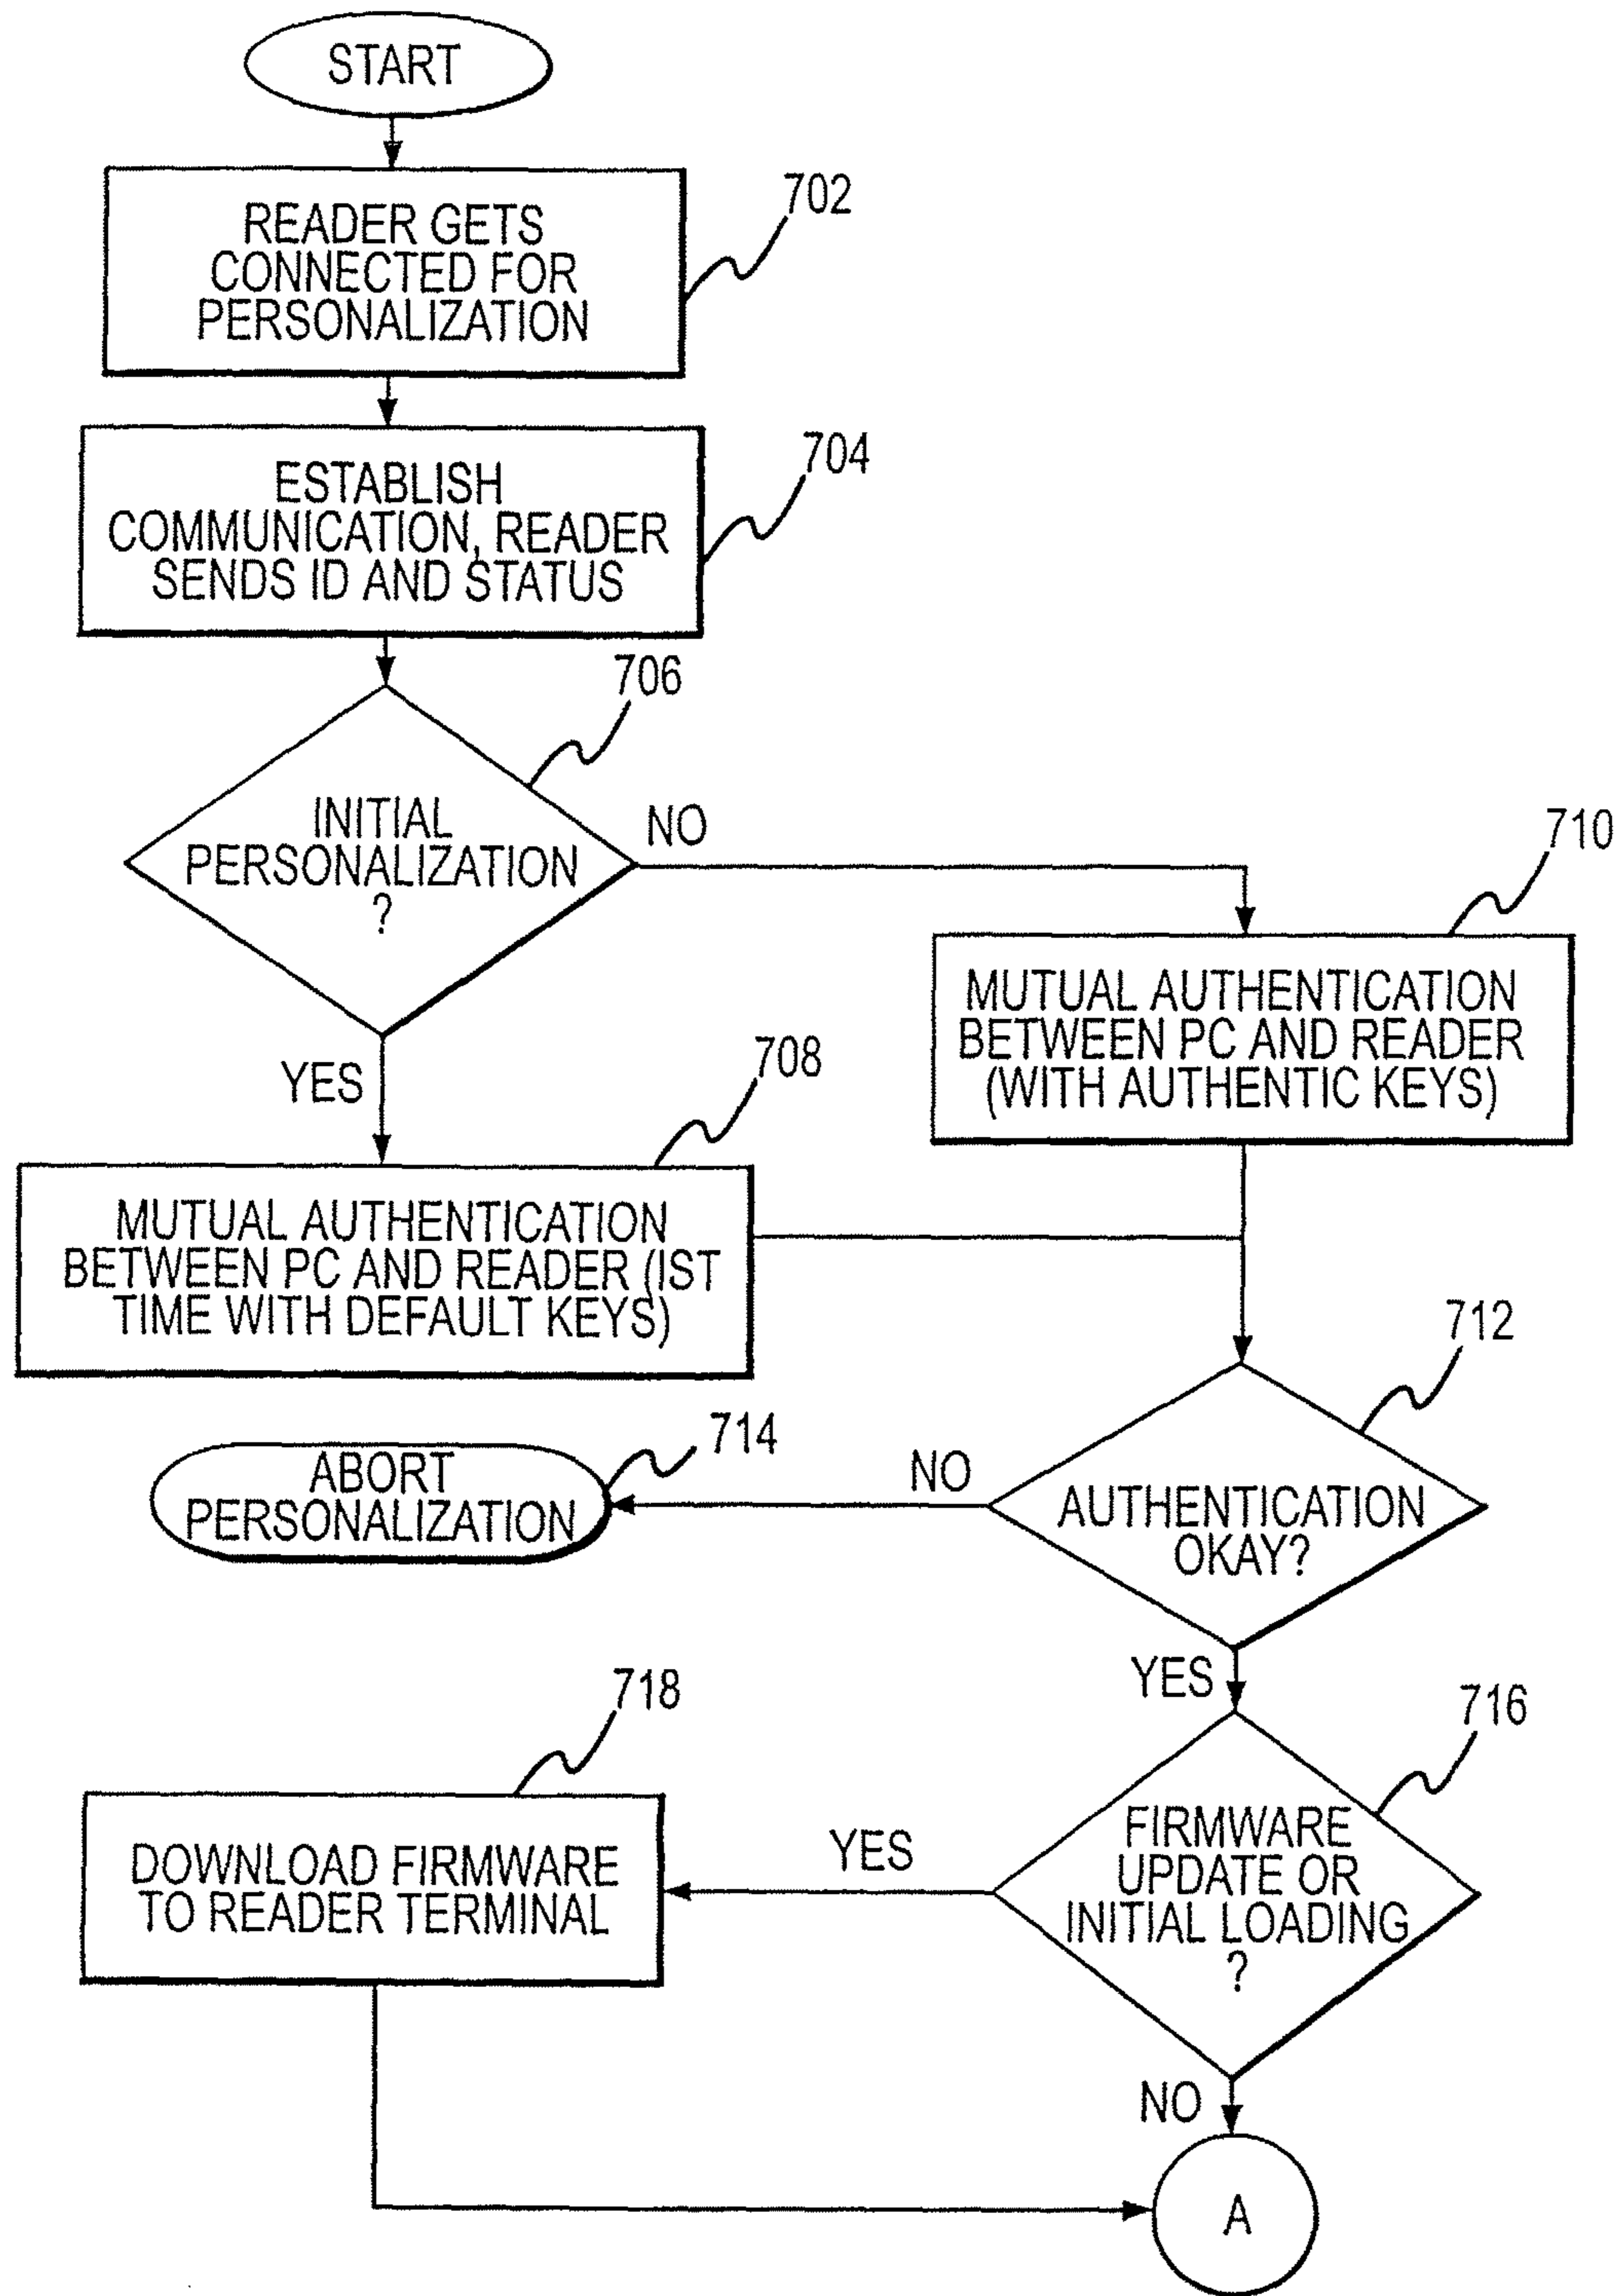 START
READER GETS
CONNECTED FOR
PERSONALIZATION
702
ESTABLISH
COMMUNICATION, READER
SENDS ID AND STATUS
704
706
INITIAL
PERSONALIZATION
?
NO
YES
710
MUTUAL AUTHENTICATION
BETWEEN PC AND READER
(WITH AUTHENTIC KEYS)
708
MUTUAL AUTHENTICATION
BETWEEN PC AND READER (IST
TIME WITH DEFAULT KEYS)
712
AUTHENTICATION
OKAY?
NO
714
ABORT
PERSONALIZATION
YES
716
FIRMWARE
UPDATE OR
INITIAL LOADING
?
YES
718
DOWNLOAD FIRMWARE
TO READER TERMINAL
NO
A